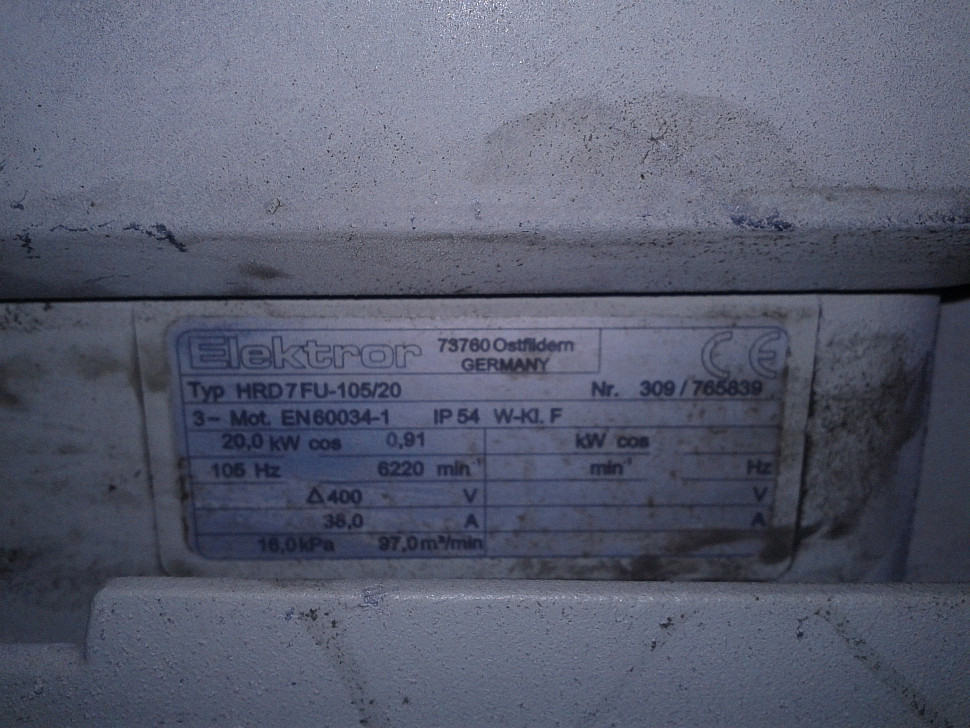 Elektror 73760 Ostfildern
GERMANY CE
Typ HRD 7 FU-105/20 Nr. 309 / 765839
3~ Mot. EN 60034-1 IP 54 W-Kl. F
20,0 kW cos 0,91 kW cos
105 Hz 6220 min⁻¹ min⁻¹ Hz
Δ 400 V V
38,0 A A
16,0 kPa 97,0 m³/min